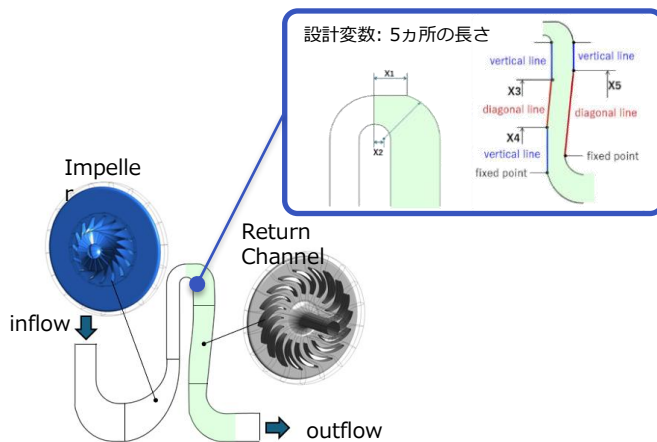 設計変数: 5ヵ所の長さ
X1
X2
vertical line
vertical line
X3
X5
diagonal line
diagonal line
X4
vertical line
fixed point
fixed point
Impelle
r
Return
Channel
inflow
outflow